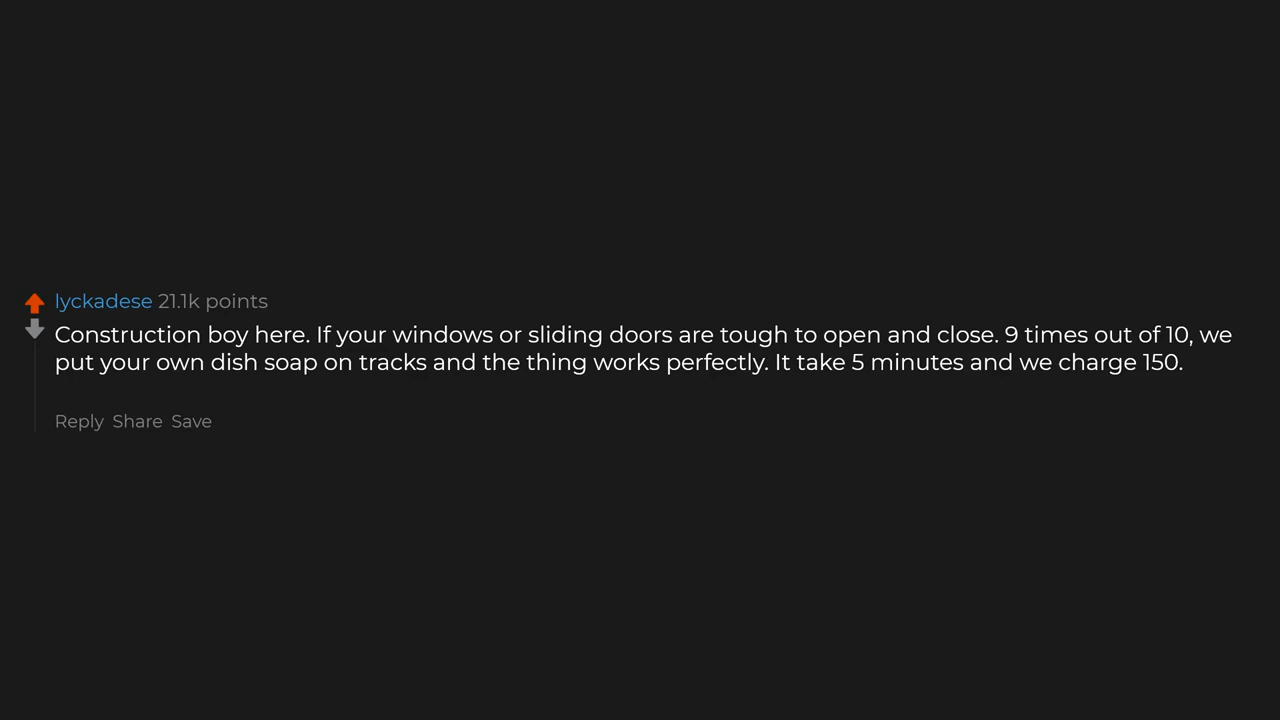 lyckadese 21.1k points
Construction boy here. If your windows or sliding doors are tough to open and close. 9 times out of 10, we
put your own dish soap on tracks and the thing works perfectly. It take 5 minutes and we charge 150.
Reply Share Save